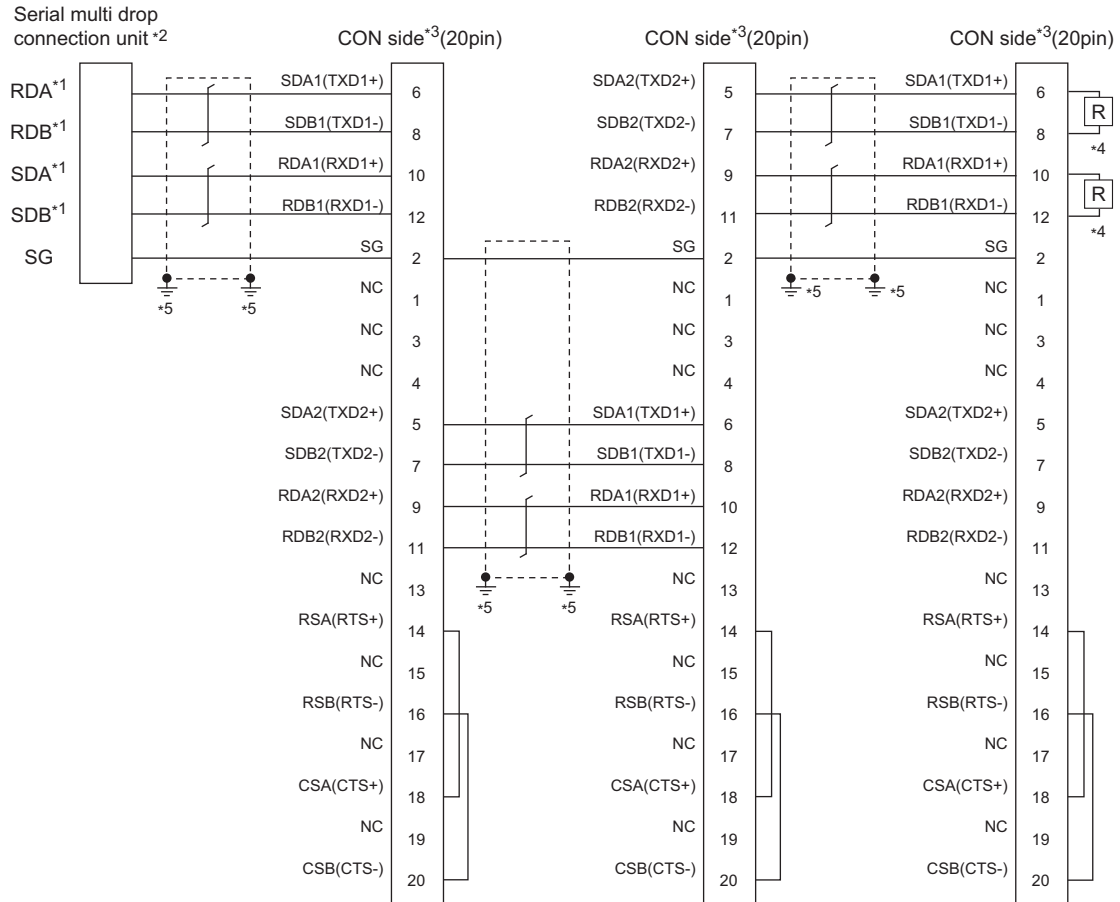 Serial multi drop
connection unit *2
CON side*3(20pin)
CON side*3(20pin)
CON side*3(20pin)
RDA*1 SDA1(TXD1+) 6 SDA2(TXD2+) 5 SDA1(TXD1+) 6
R
RDB*1 SDB1(TXD1-) 8 SDB2(TXD2-) 7 SDB1(TXD1-) 8
*4
SDA*1 RDA1(RXD1+) 10 RDA2(RXD2+) 9 RDA1(RXD1+) 10
R
SDB*1 RDB1(RXD1-) 12 RDB2(RXD2-) 11 RDB1(RXD1-) 12
*4
SG SG 2 SG 2 SG 2
*5 *5 *5 *5
NC 1 NC 1 NC 1
NC 3 NC 3 NC 3
NC 4 NC 4 NC 4
SDA2(TXD2+) 5 SDA1(TXD1+) 6 SDA2(TXD2+) 5
SDB2(TXD2-) 7 SDB1(TXD1-) 8 SDB2(TXD2-) 7
RDA2(RXD2+) 9 RDA1(RXD1+) 10 RDA2(RXD2+) 9
RDB2(RXD2-) 11 RDB1(RXD1-) 12 RDB2(RXD2-) 11
NC 13 NC 13 NC 13
*5 *5
RSA(RTS+) 14 RSA(RTS+) 14 RSA(RTS+) 14
NC 15 NC 15 NC 15
RSB(RTS-) 16 RSB(RTS-) 16 RSB(RTS-) 16
NC 17 NC 17 NC 17
CSA(CTS+) 18 CSA(CTS+) 18 CSA(CTS+) 18
NC 19 NC 19 NC 19
CSB(CTS-) 20 CSB(CTS-) 20 CSB(CTS-) 20